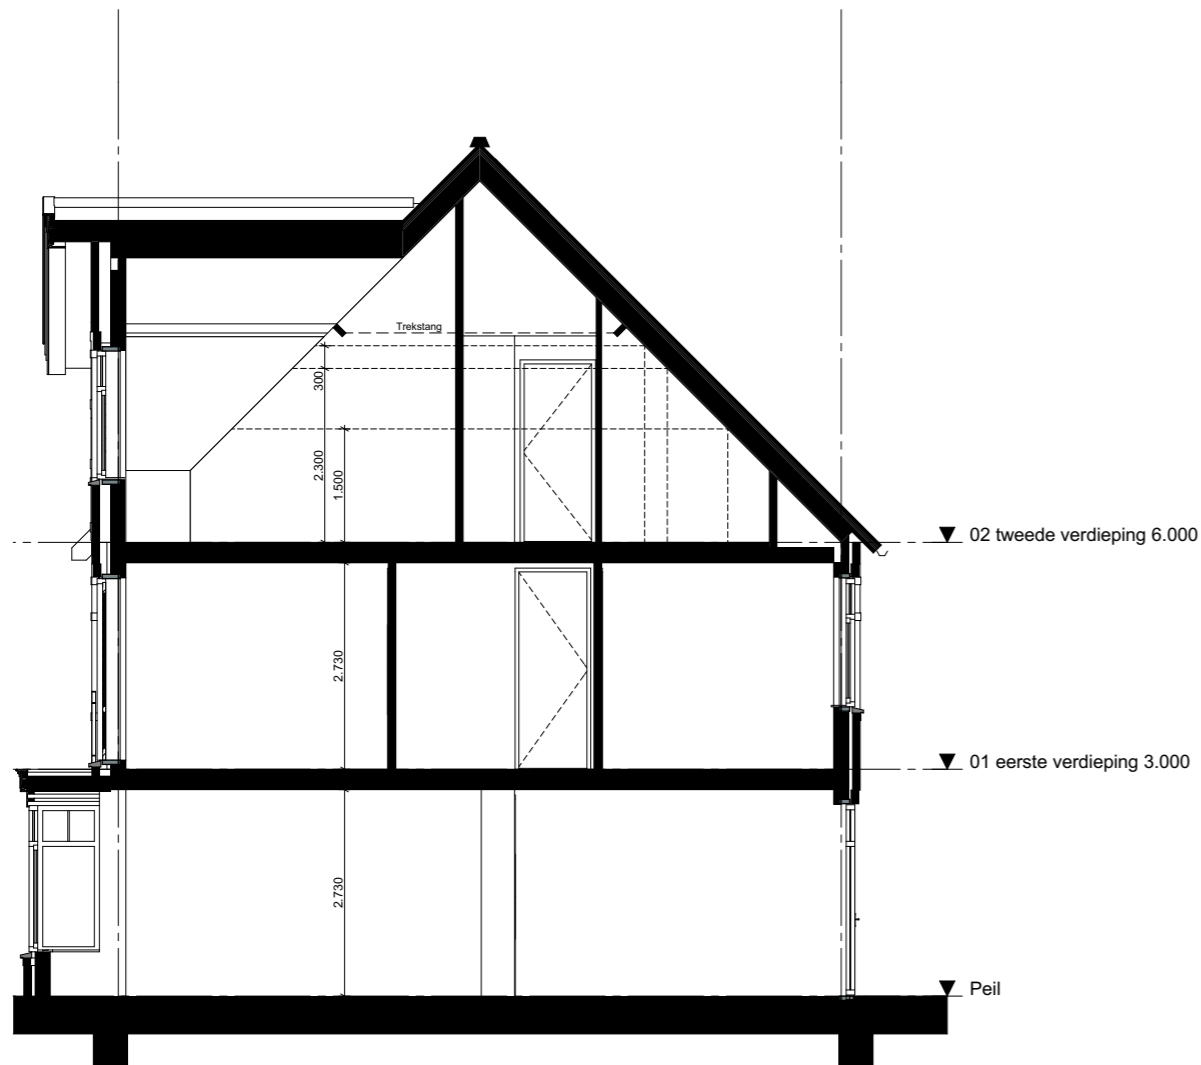 Trekstang
300
2.300
1.500
02 tweede verdieping 6.000
2.730
01 eerste verdieping 3.000
2.730
Peil